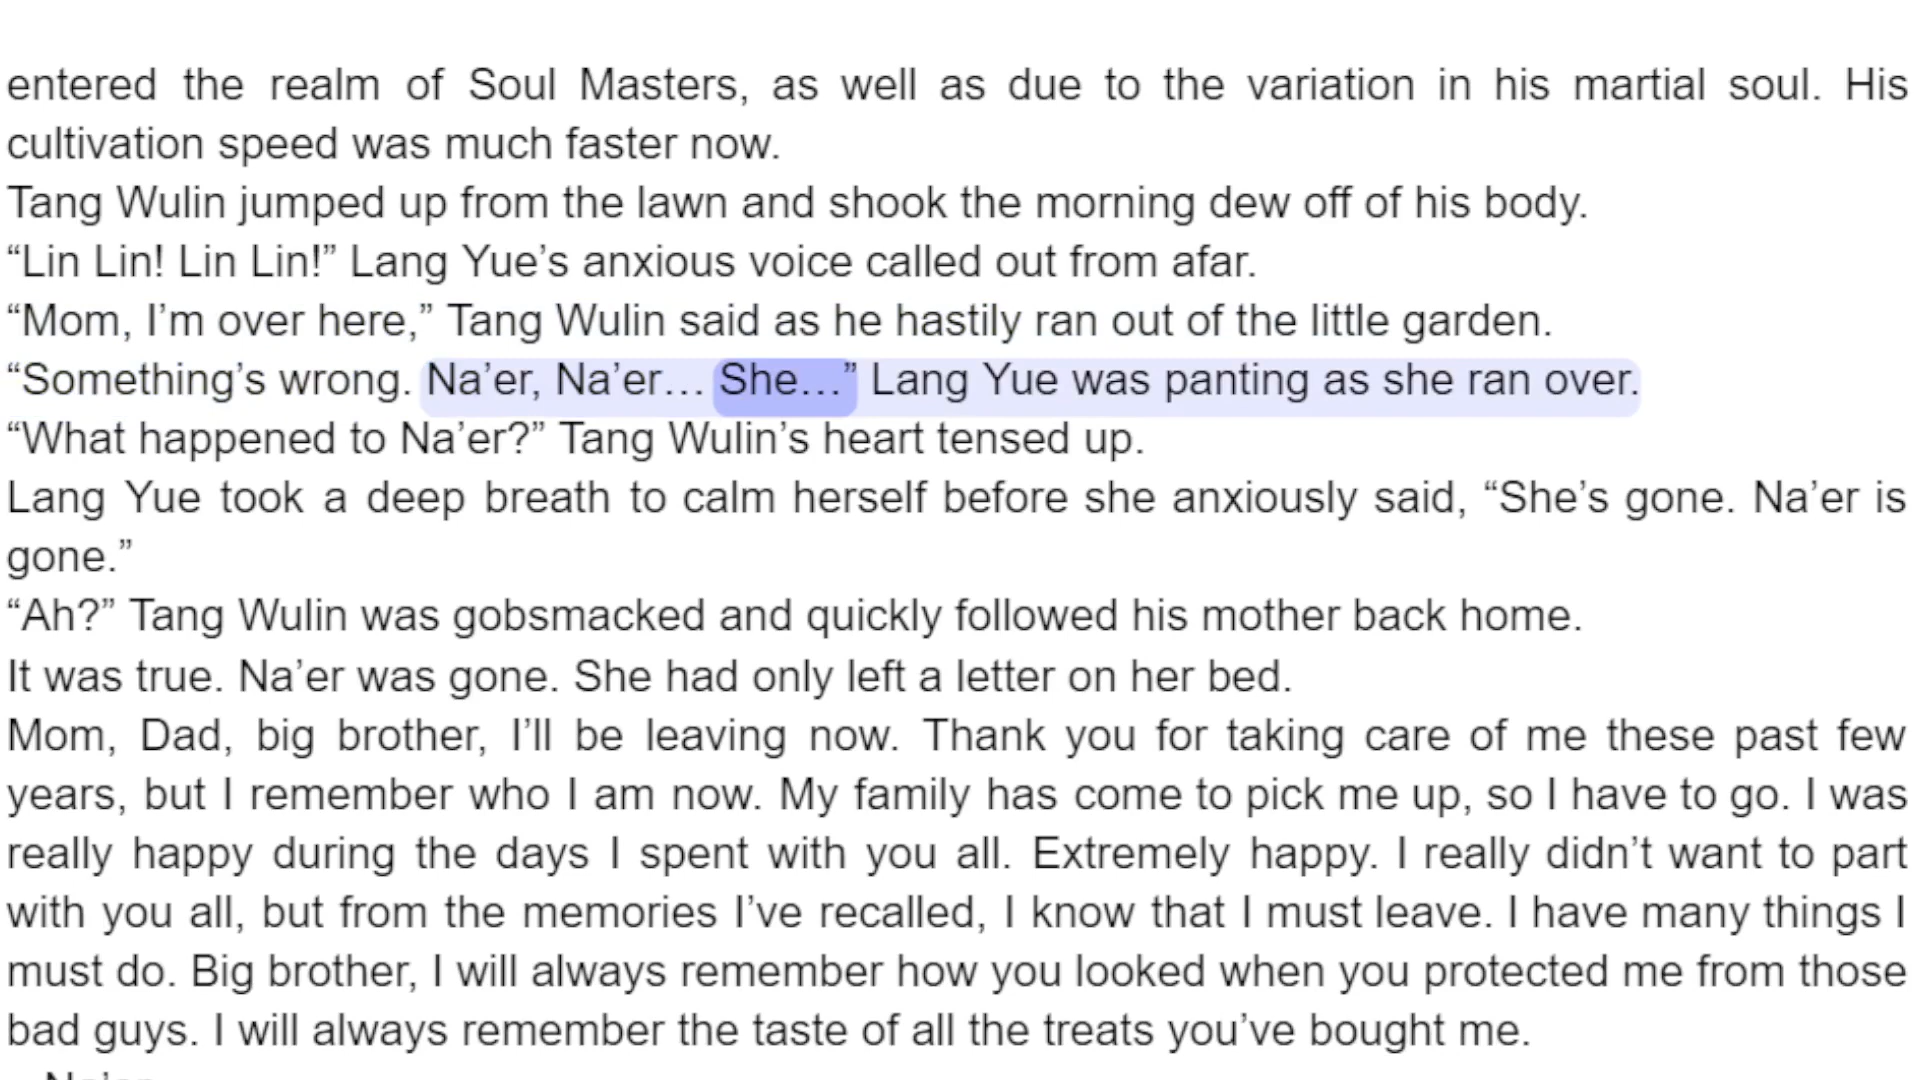 entered the realm of Soul Masters, as well as due to the variation in his martial soul. His
cultivation speed was much faster now.
Tang Wulin jumped up from the lawn and shook the morning dew off of his body.
“Lin Lin! Lin Lin!” Lang Yue’s anxious voice called out from afar.
“Mom, I’m over here,” Tang Wulin said as he hastily ran out of the little garden.
“Something’s wrong. Na’er, Na’er… She…” Lang Yue was panting as she ran over.
“What happened to Na’er?” Tang Wulin’s heart tensed up.
Lang Yue took a deep breath to calm herself before she anxiously said, “She’s gone. Na’er is
gone.”
“Ah?” Tang Wulin was gobsmacked and quickly followed his mother back home.
It was true. Na’er was gone. She had only left a letter on her bed.
Mom, Dad, big brother, I’ll be leaving now. Thank you for taking care of me these past few
years, but I remember who I am now. My family has come to pick me up, so I have to go. I was
really happy during the days I spent with you all. Extremely happy. I really didn’t want to part
with you all, but from the memories I’ve recalled, I know that I must leave. I have many things I
must do. Big brother, I will always remember how you looked when you protected me from those
bad guys. I will always remember the taste of all the treats you’ve bought me.